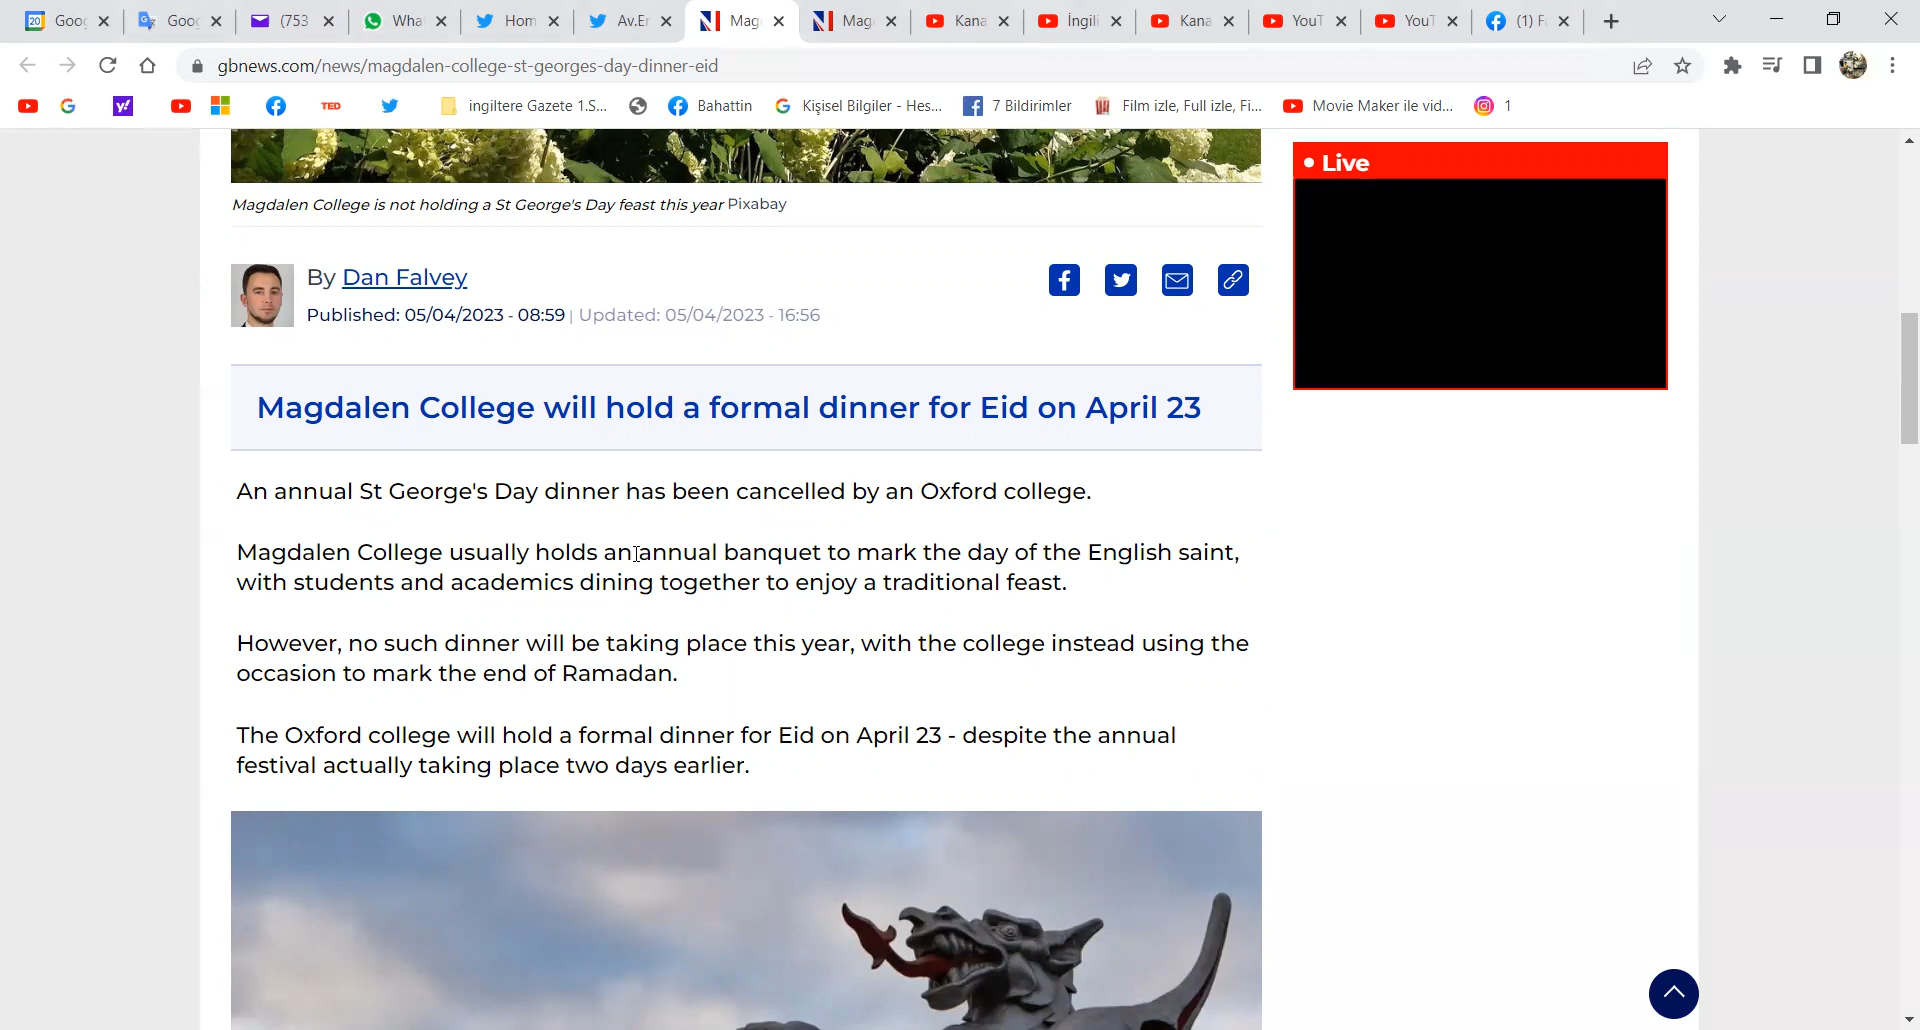 Goog
Goog
(753
What
Hom
Av.Er
Mag
Mag
Kana
İngili
Kana
YouT
YouT
(1) F
gbnews.com/news/magdalen-college-st-georges-day-dinner-eid
TED
ingiltere Gazete 1.S...
Bahattin
Kişisel Bilgiler - Hes...
7 Bildirimler
Film izle, Full izle, Fi...
Movie Maker ile vid...
1
Magdalen College is not holding a St George's Day feast this year Pixabay
• Live
By Dan Falvey
Published: 05/04/2023 - 08:59 | Updated: 05/04/2023 - 16:56
Magdalen College will hold a formal dinner for Eid on April 23
An annual St George's Day dinner has been cancelled by an Oxford college.
Magdalen College usually holds an annual banquet to mark the day of the English saint,
with students and academics dining together to enjoy a traditional feast.
However, no such dinner will be taking place this year, with the college instead using the
occasion to mark the end of Ramadan.
The Oxford college will hold a formal dinner for Eid on April 23 - despite the annual
festival actually taking place two days earlier.